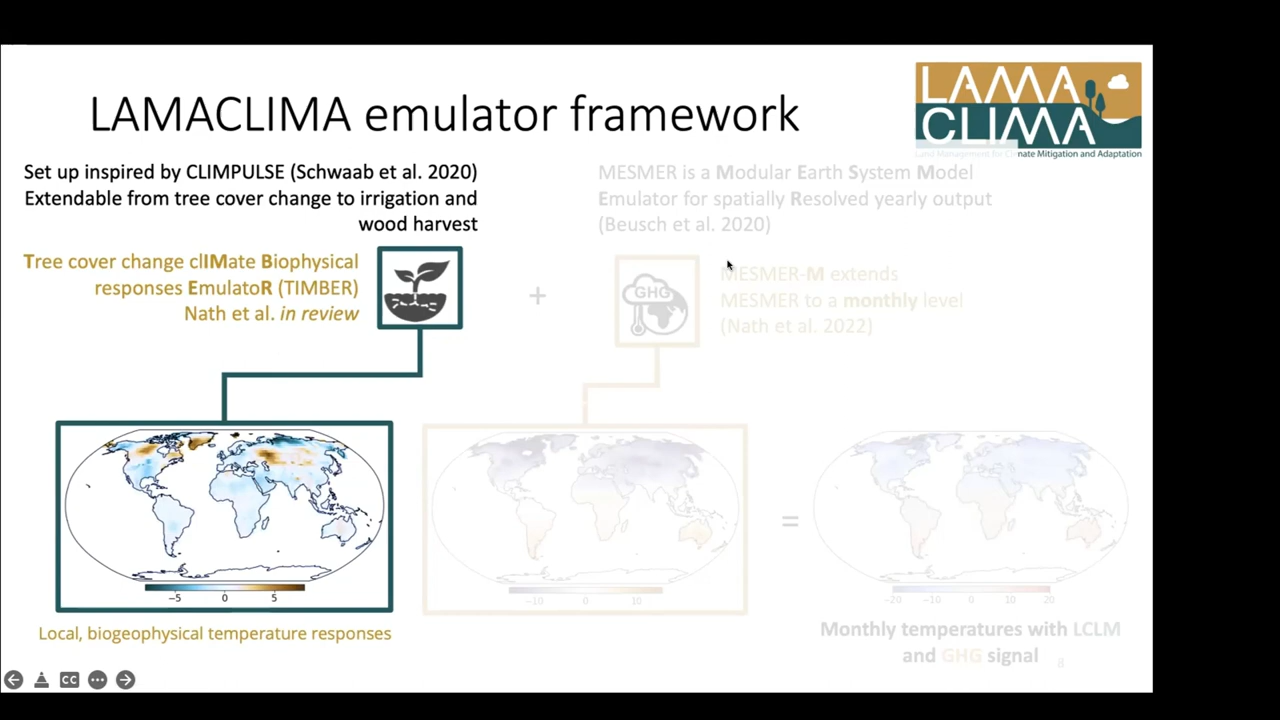 LAMACLIMA emulator framework
LAMA
CLIMA
Land Management for Climate Mitigation and Adaptation
Set up inspired by CLIMPULSE (Schwaab et al. 2020)
Extendable from tree cover change to irrigation and
wood harvest
MESMER is a Modular Earth System Model
Emulator for spatially Resolved yearly output
(Beusch et al. 2020)
Tree cover change clIMate Biophysical
responses EmulatoR (TIMBER)
Nath et al. in review
+
GHG
MESMER-M extends
MESMER to a monthly level
(Nath et al. 2022)
−5 0 5
−10 0 10
=
−20 −10 0 10 20
Local, biogeophysical temperature responses
Monthly temperatures with LCLM
and GHG signal
8
CC